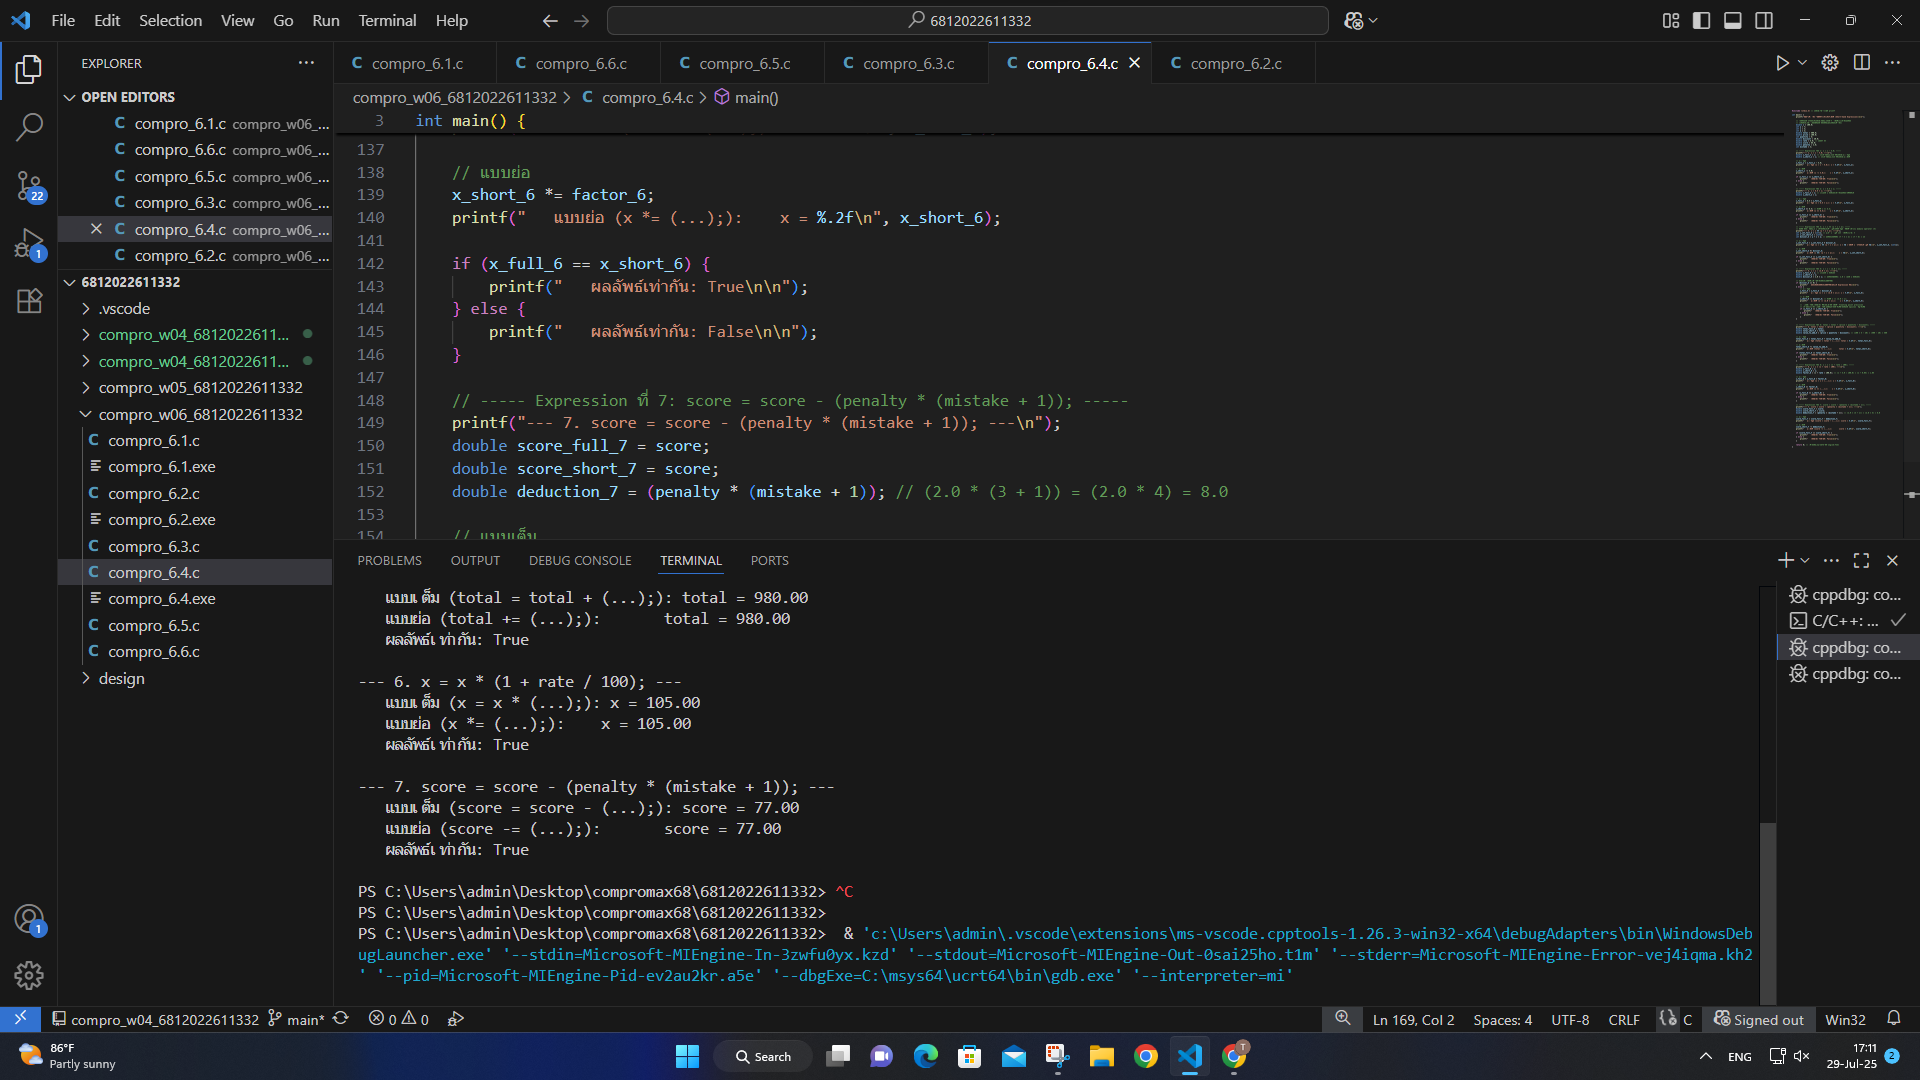 File Edit Selection View Go Run Terminal Help
6812022611332
EXPLORER
OPEN EDITORS
compro_6.1.c compro_w06_...
compro_6.6.c compro_w06_...
compro_6.5.c compro_w06_...
compro_6.3.c compro_w06_...
compro_6.4.c compro_w06_...
compro_6.2.c compro_w06_...
6812022611332
.vscode
compro_w04_6812022611...
compro_w04_6812022611...
compro_w05_6812022611332
compro_w06_6812022611332
C compro_6.1.c
compro_6.1.exe
C compro_6.2.c
compro_6.2.exe
C compro_6.3.c
C compro_6.4.c
compro_6.4.exe
C compro_6.5.c
C compro_6.6.c
design
22
1
1
C compro_6.1.c C compro_6.6.c C compro_6.5.c C compro_6.3.c C compro_6.4.c C compro_6.2.c
compro_w06_6812022611332 > C compro_6.4.c > main()
3 int main() {
137
138 // แบบย่อ
139 x_short_6 *= factor_6;
140 printf("   แบบย่อ (x *= (...);):    x = %.2f\n", x_short_6);
141
142 if (x_full_6 == x_short_6) {
143 printf("   ผลลัพธ์เท่ากัน: True\n\n");
144 } else {
145 printf("   ผลลัพธ์เท่ากัน: False\n\n");
146 }
147
148 // ----- Expression ที่ 7: score = score - (penalty * (mistake + 1)); -----
149 printf("--- 7. score = score - (penalty * (mistake + 1)); ---\n");
150 double score_full_7 = score;
151 double score_short_7 = score;
152 double deduction_7 = (penalty * (mistake + 1)); // (2.0 * (3 + 1)) = (2.0 * 4) = 8.0
153
154 // แบบเต็ม
PROBLEMS OUTPUT DEBUG CONSOLE TERMINAL PORTS
แบบเต็ม (total = total + (...);): total = 980.00
แบบย่อ (total += (...);):       total = 980.00
ผลลัพธ์เท่ากัน: True
--- 6. x = x * (1 + rate / 100); ---
แบบเต็ม (x = x * (...);): x = 105.00
แบบย่อ (x *= (...);):    x = 105.00
ผลลัพธ์เท่ากัน: True
--- 7. score = score - (penalty * (mistake + 1)); ---
แบบเต็ม (score = score - (...);): score = 77.00
แบบย่อ (score -= (...);):       score = 77.00
ผลลัพธ์เท่ากัน: True
PS C:\Users\admin\Desktop\compromax68\6812022611332> ^C
PS C:\Users\admin\Desktop\compromax68\6812022611332>
PS C:\Users\admin\Desktop\compromax68\6812022611332>  & 'c:\Users\admin\.vscode\extensions\ms-vscode.cpptools-1.26.3-win32-x64\debugAdapters\bin\WindowsDeb
ugLauncher.exe' '--stdin=Microsoft-MIEngine-In-3zwfu0yx.kzd' '--stdout=Microsoft-MIEngine-Out-0sai25ho.t1m' '--stderr=Microsoft-MIEngine-Error-vej4iqma.kh2
' '--pid=Microsoft-MIEngine-Pid-ev2au2kr.a5e' '--dbgExe=C:\msys64\ucrt64\bin\gdb.exe' '--interpreter=mi'
cppdbg: co...
C/C++: ...
cppdbg: co...
cppdbg: co...
compro_w04_6812022611332 main* 0 0 Ln 169, Col 2 Spaces: 4 UTF-8 CRLF C Signed out Win32
86°F
Partly sunny
Search
T
ENG
17:11
29-Jul-25
2